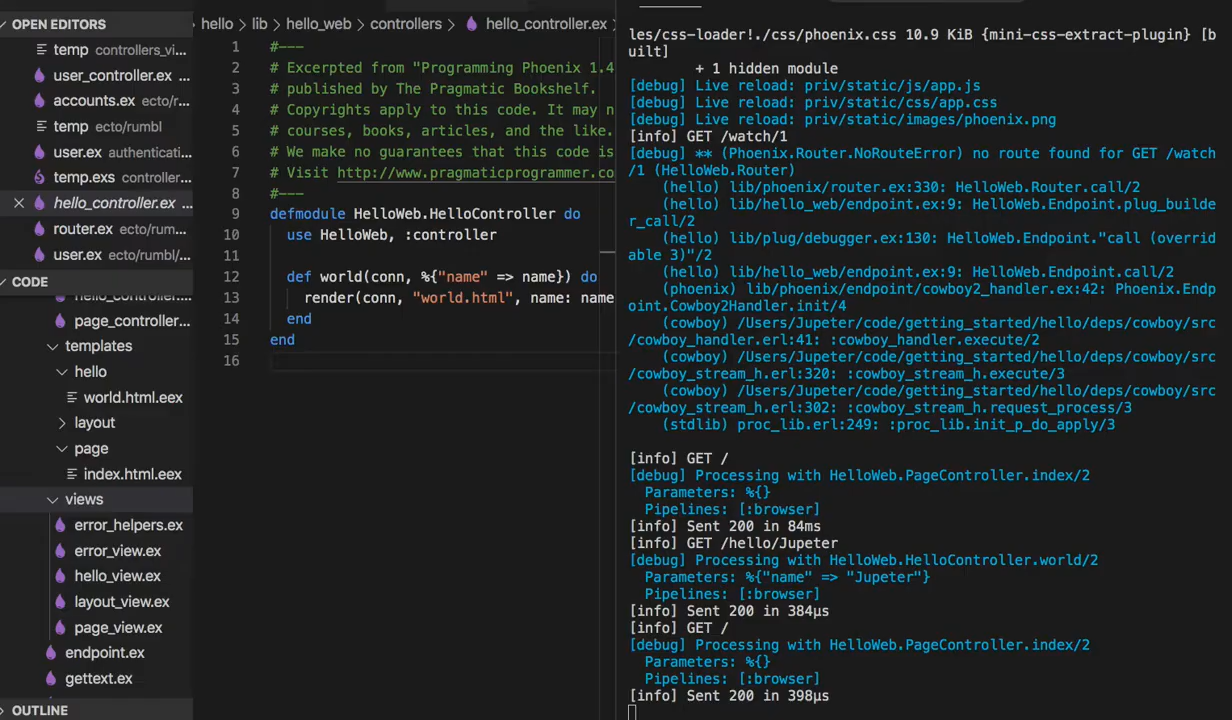 OPEN EDITORS
temp controllers_vi...
user_controller.ex
accounts.ex ecto/r...
temp ecto/rumbl
user.ex authenticati...
temp.exs controller...
hello_controller.ex ...
router.ex ecto/rum...
user.ex ecto/rumbl/...
CODE
page_controller...
templates
hello
world.html.eex
layout
page
index.html.eex
views
error_helpers.ex
error_view.ex
hello_view.ex
layout_view.ex
page_view.ex
endpoint.ex
gettext.ex
OUTLINE
hello > lib > hello_web > controllers > hello_controller.ex /
1 #---
2 # Excerpted from "Programming Phoenix 1.4
3 # published by The Pragmatic Bookshelf.
4 # Copyrights apply to this code. It may n
5 # courses, books, articles, and the like.
6 # We make no guarantees that this code is
7 # Visit http://www.pragmaticprogrammer.co
8 #---
9 defmodule HelloWeb.HelloController do
10 use HelloWeb, :controller
11
12 def world(conn, %{"name" => name}) do
13 render(conn, "world.html", name: name
14 end
15 end
16
les/css-loader!./css/phoenix.css 10.9 KiB {mini-css-extract-plugin} [b
uilt]
+ 1 hidden module
[debug] Live reload: priv/static/js/app.js
[debug] Live reload: priv/static/css/app.css
[debug] Live reload: priv/static/images/phoenix.png
[info] GET /watch/1
[debug] ** (Phoenix.Router.NoRouteError) no route found for GET /watch
/1 (HelloWeb.Router)
(hello) lib/phoenix/router.ex:330: HelloWeb.Router.call/2
(hello) lib/hello_web/endpoint.ex:9: HelloWeb.Endpoint.plug_builde
r_call/2
(hello) lib/plug/debugger.ex:130: HelloWeb.Endpoint."call (overrid
able 3)"/2
(hello) lib/hello_web/endpoint.ex:9: HelloWeb.Endpoint.call/2
(phoenix) lib/phoenix/endpoint/cowboy2_handler.ex:42: Phoenix.Endp
oint.Cowboy2Handler.init/4
(cowboy) /Users/Jupeter/code/getting_started/hello/deps/cowboy/src
/cowboy_handler.erl:41: :cowboy_handler.execute/2
(cowboy) /Users/Jupeter/code/getting_started/hello/deps/cowboy/src
/cowboy_stream_h.erl:320: :cowboy_stream_h.execute/3
(cowboy) /Users/Jupeter/code/getting_started/hello/deps/cowboy/src
/cowboy_stream_h.erl:302: :cowboy_stream_h.request_process/3
(stdlib) proc_lib.erl:249: :proc_lib.init_p_do_apply/3
[info] GET /
[debug] Processing with HelloWeb.PageController.index/2
Parameters: %{}
Pipelines: [:browser]
[info] Sent 200 in 84ms
[info] GET /hello/Jupeter
[debug] Processing with HelloWeb.HelloController.world/2
Parameters: %{"name" => "Jupeter"}
Pipelines: [:browser]
[info] Sent 200 in 384µs
[info] GET /
[debug] Processing with HelloWeb.PageController.index/2
Parameters: %{}
Pipelines: [:browser]
[info] Sent 200 in 398µs